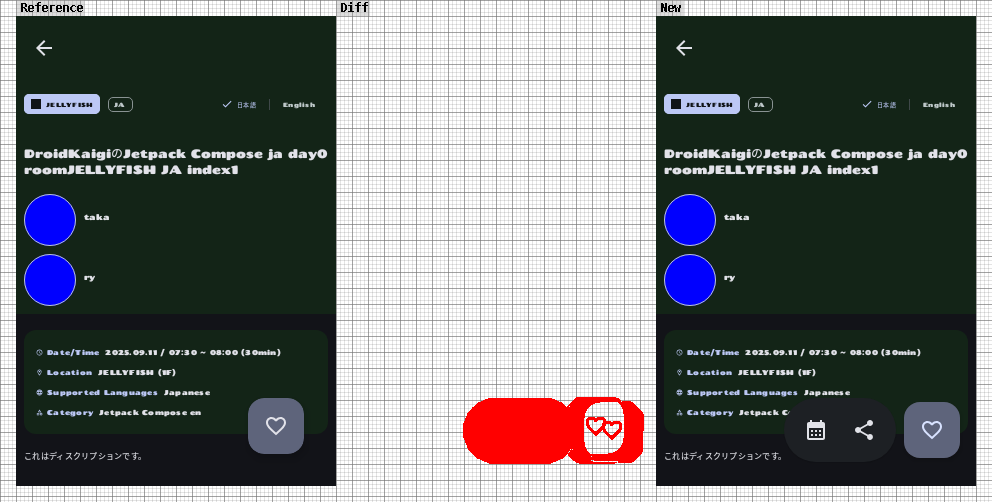 Reference
Diff
New
JELLYFISH JA 日本語 English
DroidKaigiのJetpack Compose ja day0
roomJELLYFISH JA index1
taka
ry
Date/Time 2025.09.11 / 07:30 ~ 08:00 (30min)
Location JELLYFISH (1F)
Supported Languages Japanese
Category Jetpack Compose en
これはディスクリプションです。
JELLYFISH JA 日本語 English
DroidKaigiのJetpack Compose ja day0
roomJELLYFISH JA index1
taka
ry
Date/Time 2025.09.11 / 07:30 ~ 08:00 (30min)
Location JELLYFISH (1F)
Supported Languages Japanese
Category Jetpack C
これはディスクリプションです。